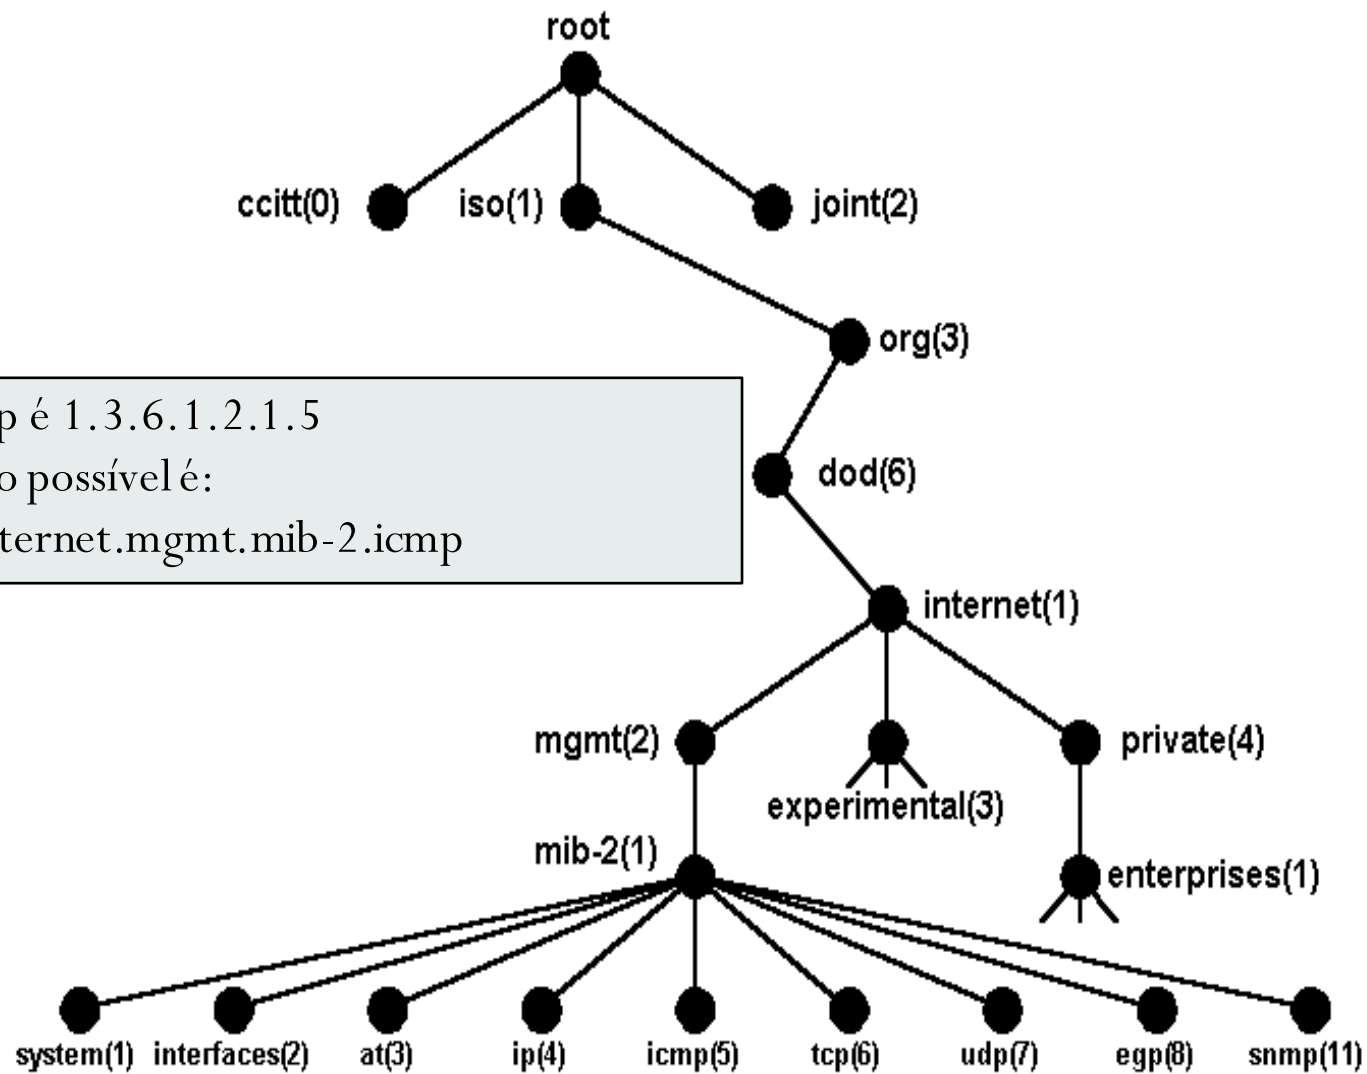 root
ccitt(0) iso(1) joint(2)
org(3)
p é 1.3.6.1.2.1.5
o possível é:
ternet.mgmt.mib-2.icmp
dod(6)
internet(1)
mgmt(2) private(4)
experimental(3)
mib-2(1)
enterprises(1)
system(1) interfaces(2) at(3) ip(4) icmp(5) tcp(6) udp(7) egp(8) snmp(11)